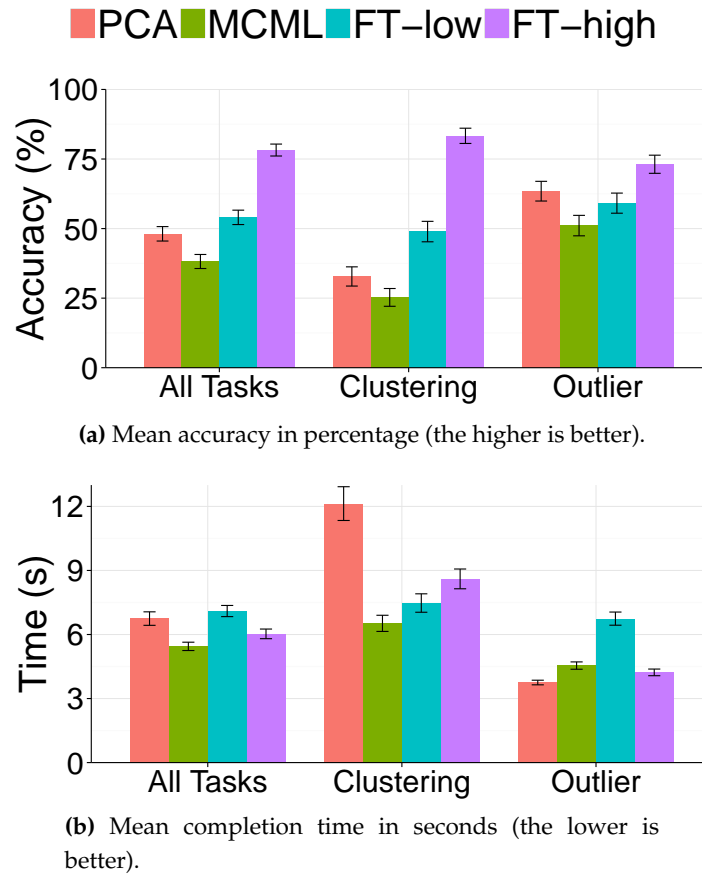 PCA MCML FT-low FT-high
100
75
50
25
0
Accuracy (%)
All Tasks Clustering Outlier
(a) Mean accuracy in percentage (the higher is better).
12
9
6
3
0
Time (s)
All Tasks Clustering Outlier
(b) Mean completion time in seconds (the lower is
better).